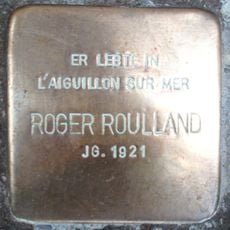 ER LEBTE IN
L'AIGUILLON SUR MER
ROGER ROULLAND
JG. 1921